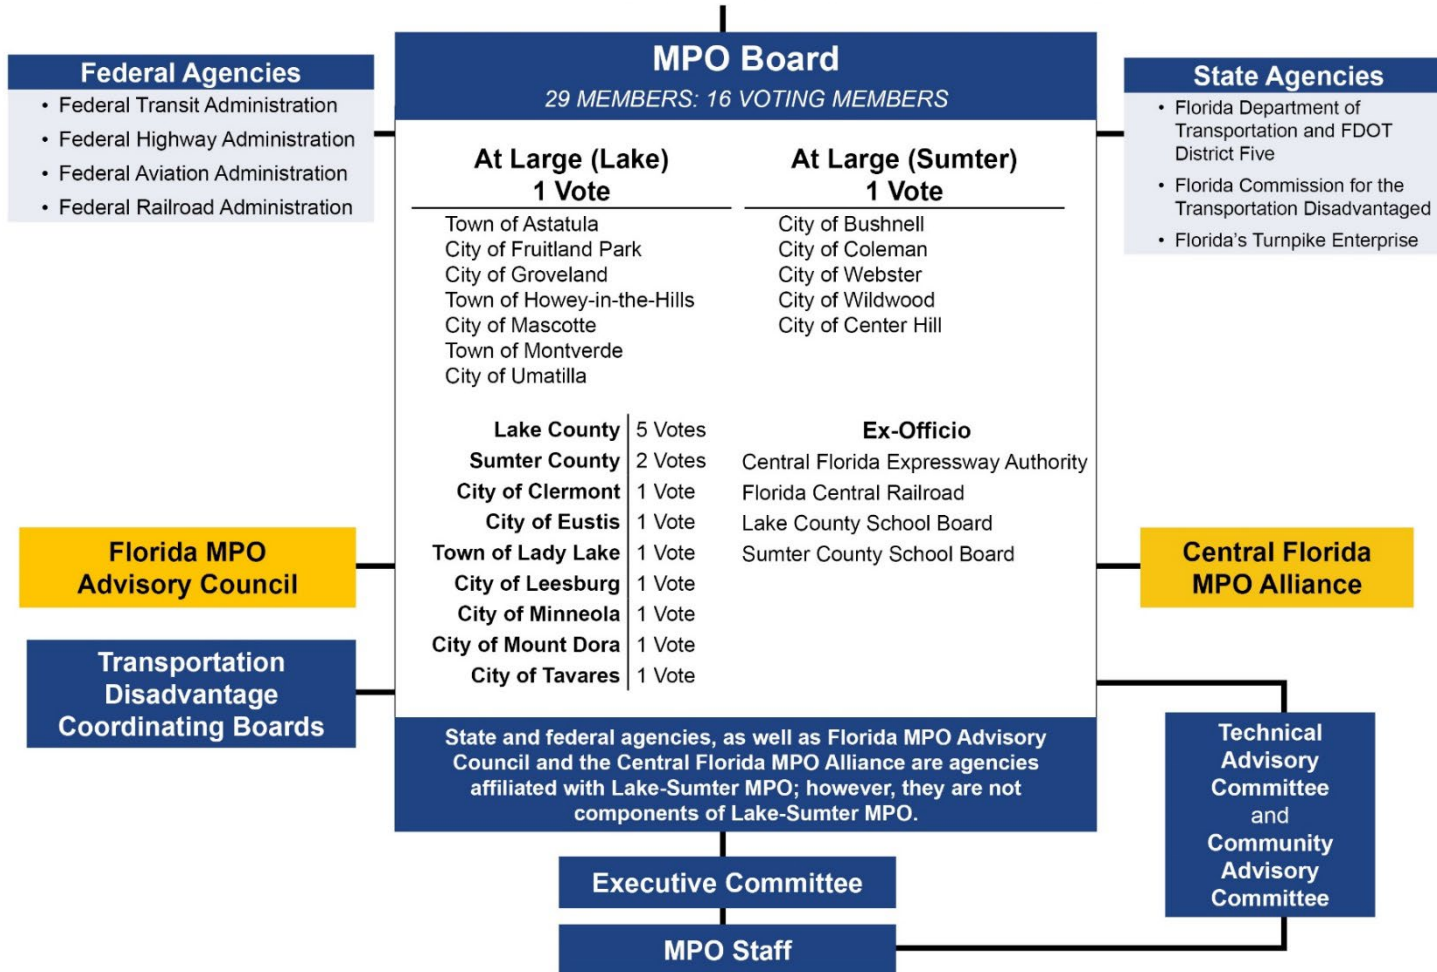 MPO Board
29 MEMBERS: 16 VOTING MEMBERS
Federal Agencies
• Federal Transit Administration
• Federal Highway Administration
• Federal Aviation Administration
• Federal Railroad Administration
State Agencies
• Florida Department of
Transportation and FDOT
District Five
• Florida Commission for the
Transportation Disadvantaged
• Florida's Turnpike Enterprise
At Large (Lake)
1 Vote
Town of Astatula
City of Fruitland Park
City of Groveland
Town of Howey-in-the-Hills
City of Mascotte
Town of Montverde
City of Umatilla
At Large (Sumter)
1 Vote
City of Bushnell
City of Coleman
City of Webster
City of Wildwood
City of Center Hill
Lake County 5 Votes
Sumter County 2 Votes
City of Clermont 1 Vote
City of Eustis 1 Vote
Town of Lady Lake 1 Vote
City of Leesburg 1 Vote
City of Minneola 1 Vote
City of Mount Dora 1 Vote
City of Tavares 1 Vote
Ex-Officio
Central Florida Expressway Authority
Florida Central Railroad
Lake County School Board
Sumter County School Board
Florida MPO
Advisory Council
Central Florida
MPO Alliance
Transportation
Disadvantage
Coordinating Boards
State and federal agencies, as well as Florida MPO Advisory
Council and the Central Florida MPO Alliance are agencies
affiliated with Lake-Sumter MPO; however, they are not
components of Lake-Sumter MPO.
Technical
Advisory
Committee
and
Community
Advisory
Committee
Executive Committee
MPO Staff